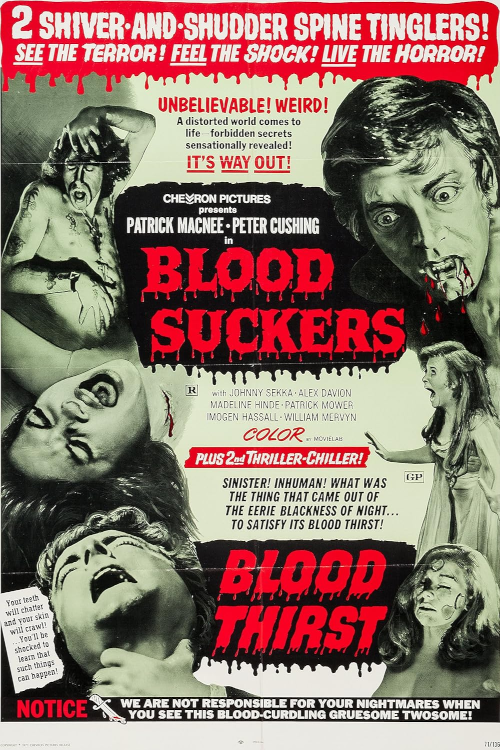 2 SHIVER-AND-SHUDDER SPINE TINGLERS!
SEE THE TERROR! FEEL THE SHOCK! LIVE THE HORROR!
UNBELIEVABLE! WEIRD!
A distorted world comes to
life—forbidden secrets
sensationally revealed!
IT'S WAY OUT!
CHEVRON PICTURES
presents
PATRICK MACNEE • PETER CUSHING
in
BLOOD
SUCKERS
R
with JOHNNY SEKKA • ALEX DAVION
MADELINE HINDE • PATRICK MOWER
IMOGEN HASSALL • WILLIAM MERVYN
COLOR BY MOVIELAB
PLUS 2nd THRILLER-CHILLER!
GP
SINISTER! INHUMAN! WHAT WAS
THE THING THAT CAME OUT OF
THE EERIE BLACKNESS OF NIGHT...
TO SATISFY ITS BLOOD THIRST!
BLOOD
THIRST
Your teeth
will chatter
and your skin
will crawl!
You'll be
shocked to
learn that
such things
can happen!
NOTICE WE ARE NOT RESPONSIBLE FOR YOUR NIGHTMARES WHEN
YOU SEE THIS BLOOD-CURDLING GRUESOME TWOSOME!
71/135